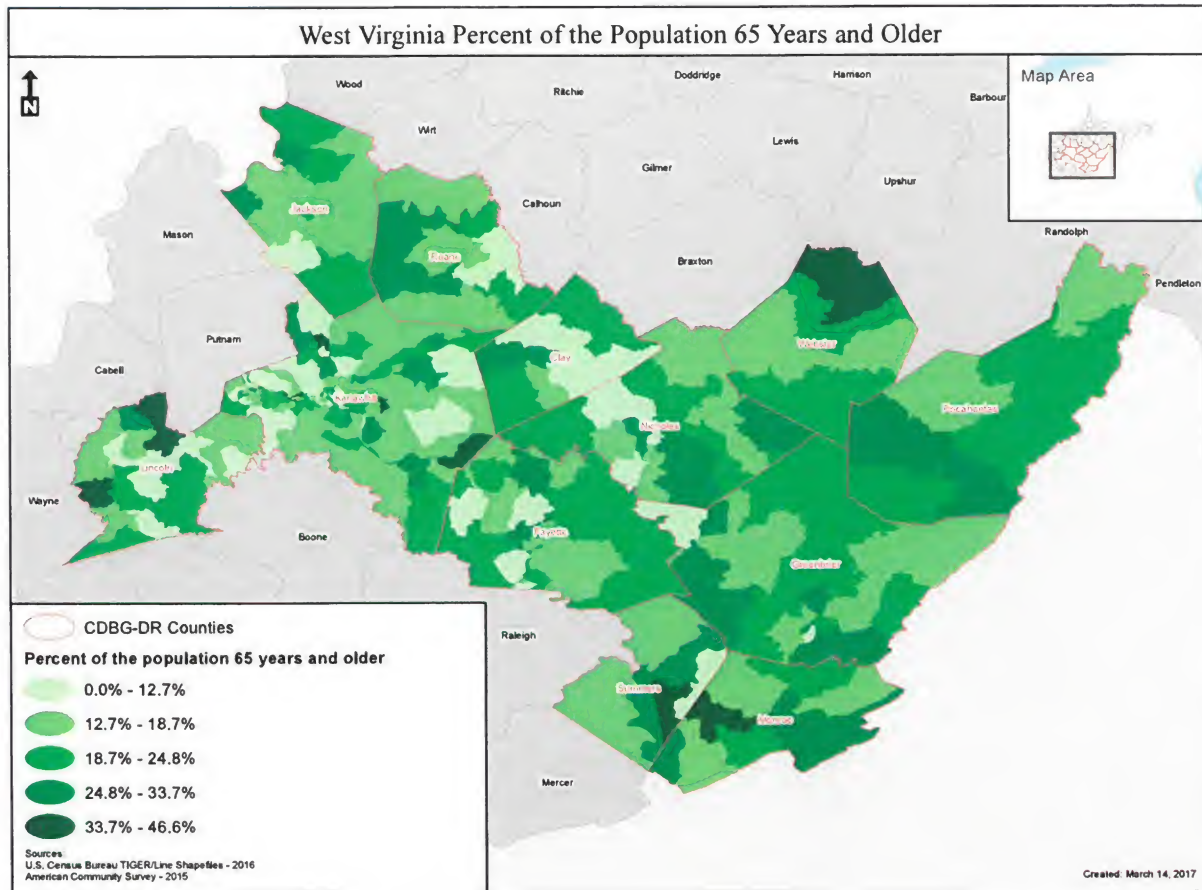 West Virginia Percent of the Population 65 Years and Older
N
Map Area
Wood
Doddridge
Harrison
Ritchie
Barbour
Wirt
Lewis
Gilmer
Upshur
Calhoun
Jackson
Mason
Roane
Randolph
Braxton
Pendleton
Putnam
Webster
Clay
Cabell
Kanawha
Pocahontas
Nicholas
Lincoln
Wayne
Fayette
Boone
Greenbrier
Raleigh
Summers
Monroe
Mercer
CDBG-DR Counties
Percent of the population 65 years and older
0.0% - 12.7%
12.7% - 18.7%
18.7% - 24.8%
24.8% - 33.7%
33.7% - 46.6%
Sources:
U.S. Census Bureau TIGER/Line Shapefiles - 2016
American Community Survey - 2015
Created: March 14, 2017